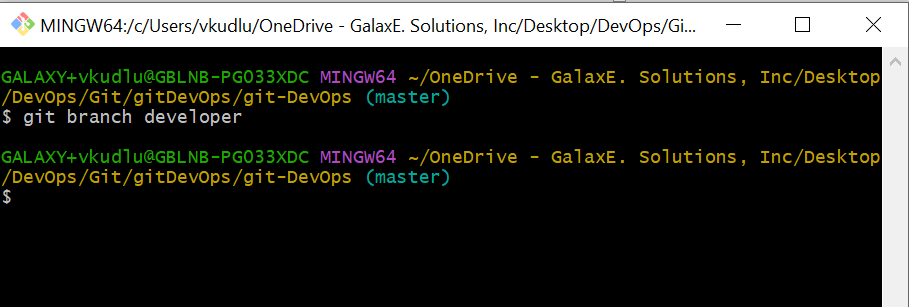 MINGW64:/c/Users/vkudlu/OneDrive - GalaxE. Solutions, Inc/Desktop/DevOps/Gi...
GALAXY+vkudlu@GBLNB-PG033XDC MINGW64 ~/OneDrive - GalaxE. Solutions, Inc/Desktop
/DevOps/Git/gitDevOps/git-DevOps (master)
$ git branch developer
GALAXY+vkudlu@GBLNB-PG033XDC MINGW64 ~/OneDrive - GalaxE. Solutions, Inc/Desktop
/DevOps/Git/gitDevOps/git-DevOps (master)
$